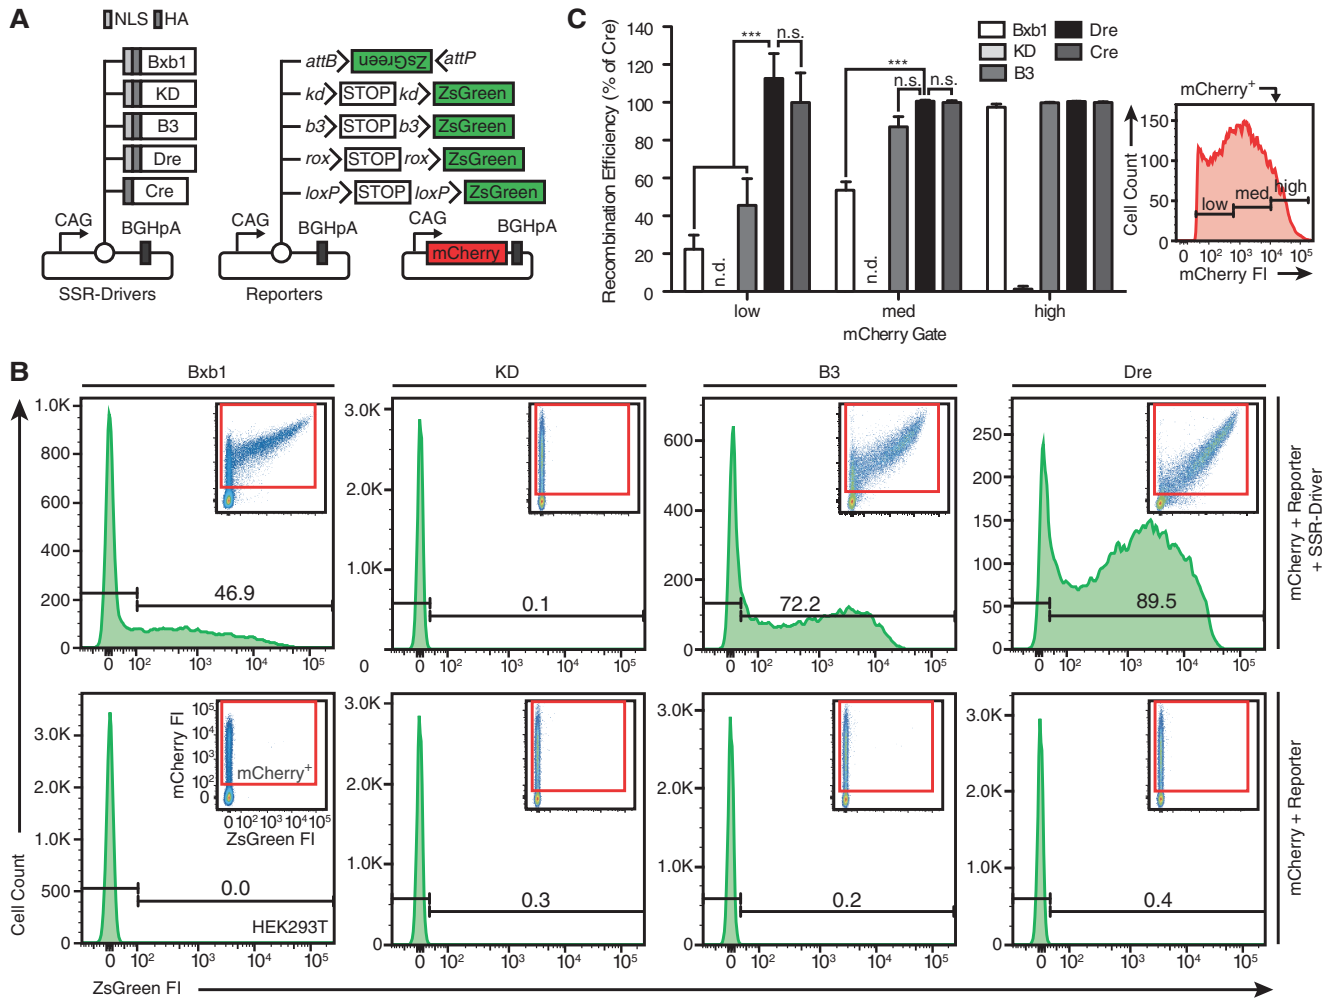 A
NLS HA
Bxb1
KD
B3
Dre
Cre
CAG
BGHpA
SSR-Drivers
attB ZsGreen attP
kd STOP kd ZsGreen
b3 STOP b3 ZsGreen
rox STOP rox ZsGreen
loxP STOP loxP ZsGreen
CAG
BGHpA
Reporters
CAG
BGHpA
mCherry
C
Recombination Efficiency (% of Cre)
140
120
100
80
60
40
20
0
*** n.s.
***
n.s. n.s.
n.d.
n.d.
low med high
mCherry Gate
Bxb1
KD
B3
Dre
Cre
mCherry+
Cell Count
150
100
50
0
low med high
0 10² 10³ 10⁴ 10⁵
mCherry FI
B
Bxb1 KD B3 Dre
1.0K
800
600
400
200
0
46.9
0 10² 10³ 10⁴ 10⁵
3.0K
2.0K
1.0K
0
0.1
0 10² 10³ 10⁴ 10⁵
600
400
200
0
72.2
0 10² 10³ 10⁴ 10⁵
250
200
150
100
50
0
89.5
0 10² 10³ 10⁴ 10⁵
mCherry + Reporter
+ SSR-Driver
3.0K
2.0K
1.0K
500
0
mCherry FI
10⁵
10⁴
10³
10²
0
mCherry+
0 10² 10³ 10⁴ 10⁵
ZsGreen FI
0.0
HEK293T
0 10² 10³ 10⁴ 10⁵
3.0K
2.0K
1.0K
0
0.3
0 10² 10³ 10⁴ 10⁵
3.0K
2.0K
1.0K
0
0.2
0 10² 10³ 10⁴ 10⁵
3.0K
2.0K
1.0K
0
0.4
0 10² 10³ 10⁴ 10⁵
mCherry + Reporter
Cell Count
ZsGreen FI